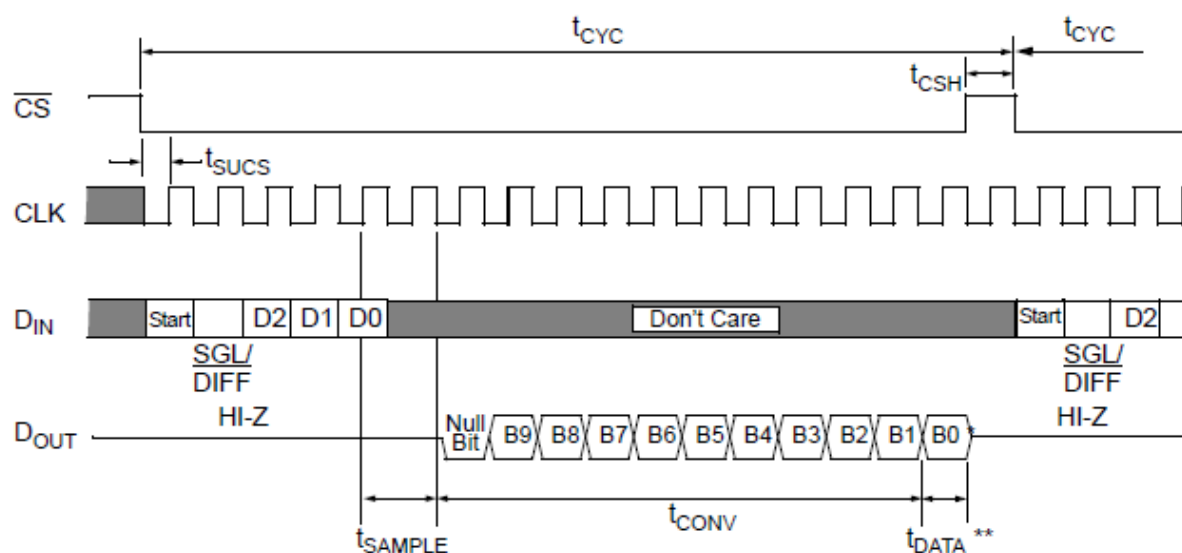 tCYC tCYC
tCSH
CS
tSUCS
CLK
DIN Start D2 D1 D0 Don't Care Start D2
SGL/ SGL/
DIFF DIFF
HI-Z HI-Z
DOUT Null Bit B9 B8 B7 B6 B5 B4 B3 B2 B1 B0 *
tSAMPLE tCONV tDATA **